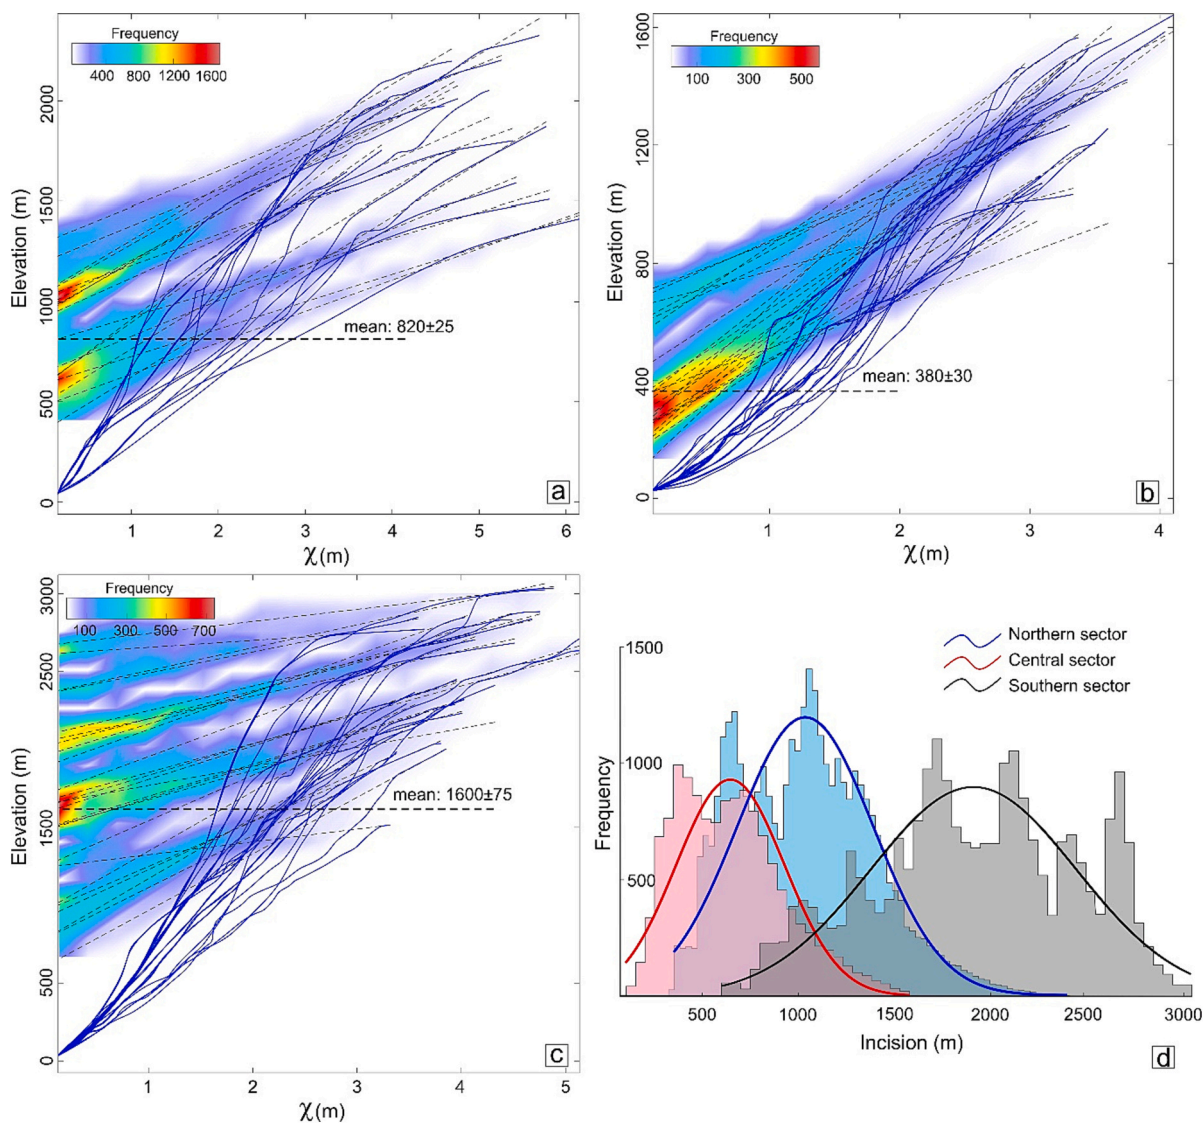 Frequency
400 800 1200 1600
2000
1500
1000
500
0
Elevation (m)
mean: 820±25
a
1 2 3 4 5 6
χ(m)
Frequency
100 300 500
1600
1200
800
400
0
Elevation (m)
mean: 380±30
b
1 2 3 4
χ(m)
Frequency
100 300 500 700
3000
2500
1500
500
0
Elevation (m)
mean: 1600±75
c
1 2 3 4 5
χ(m)
Northern sector
Central sector
Southern sector
1500
1000
500
Frequency
500 1000 1500 2000 2500 3000
Incision (m)
d